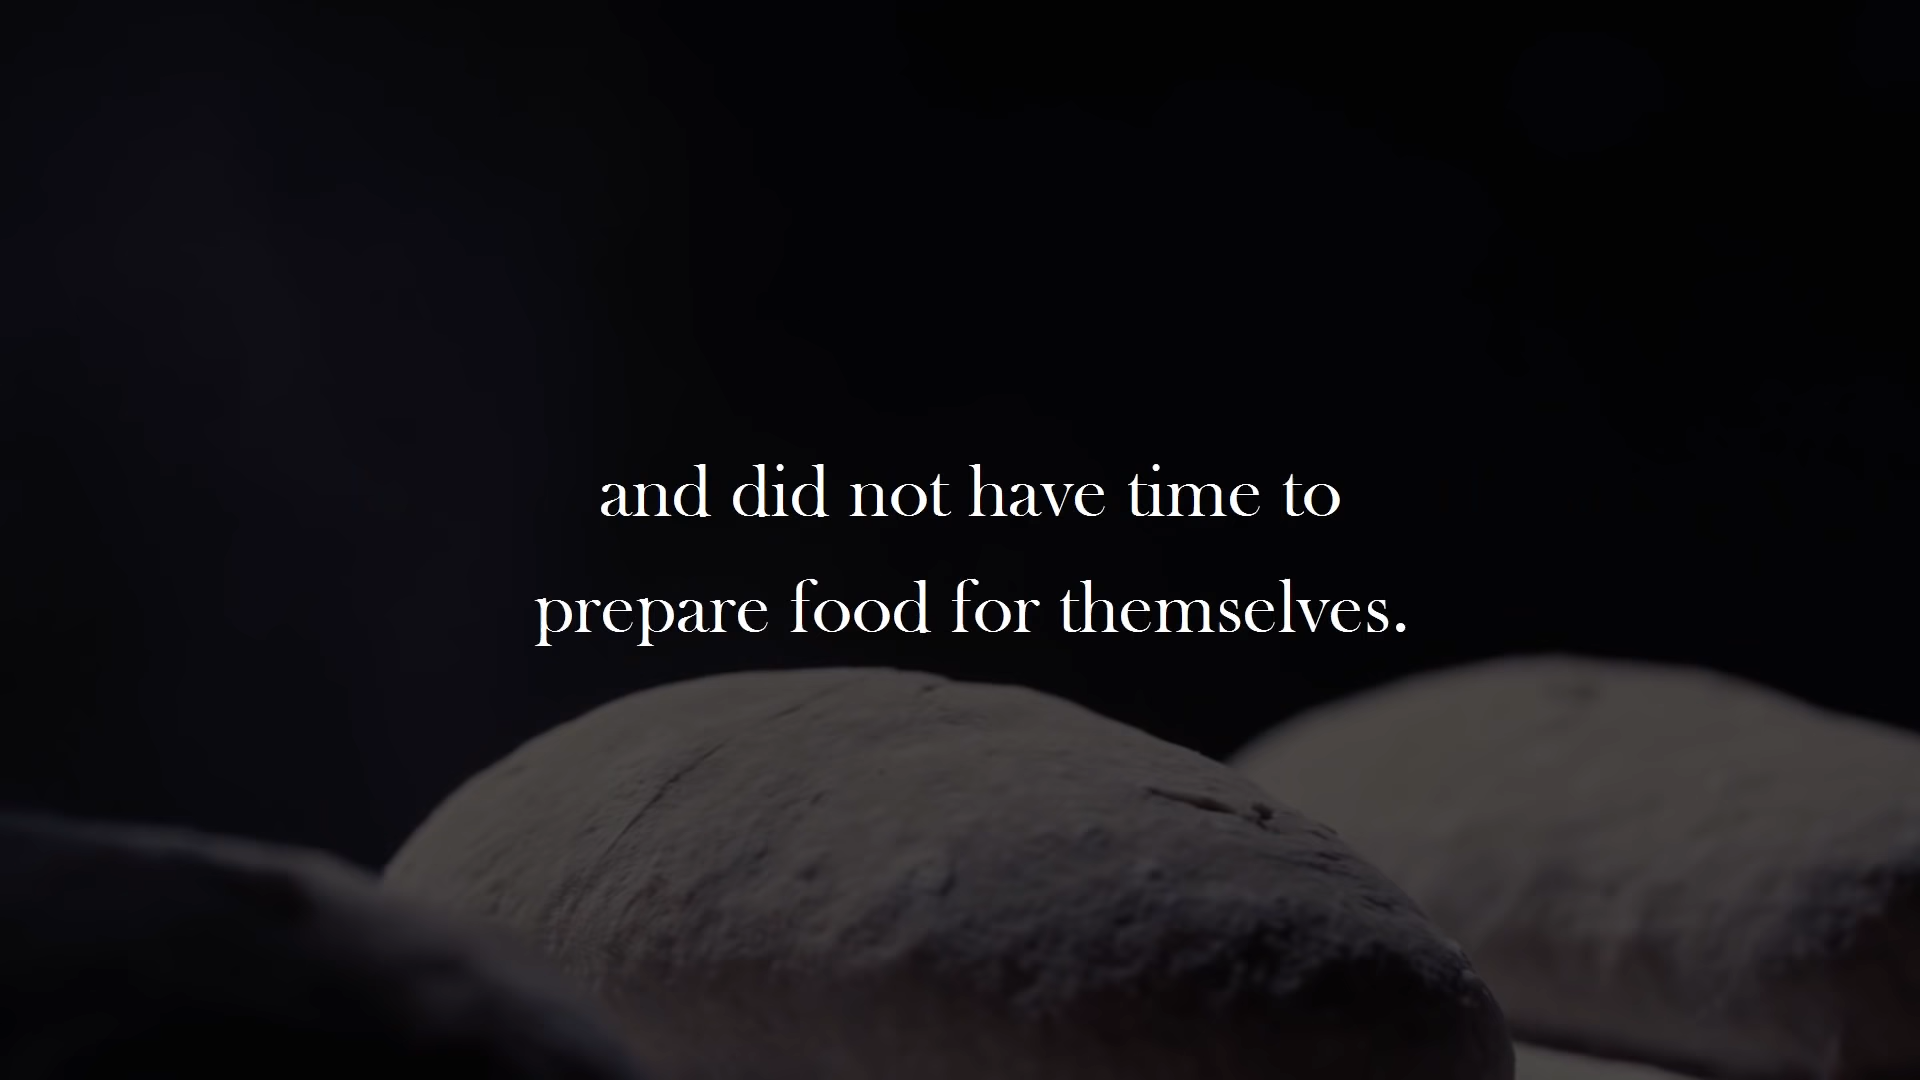 and did not have time to
prepare food for themselves.